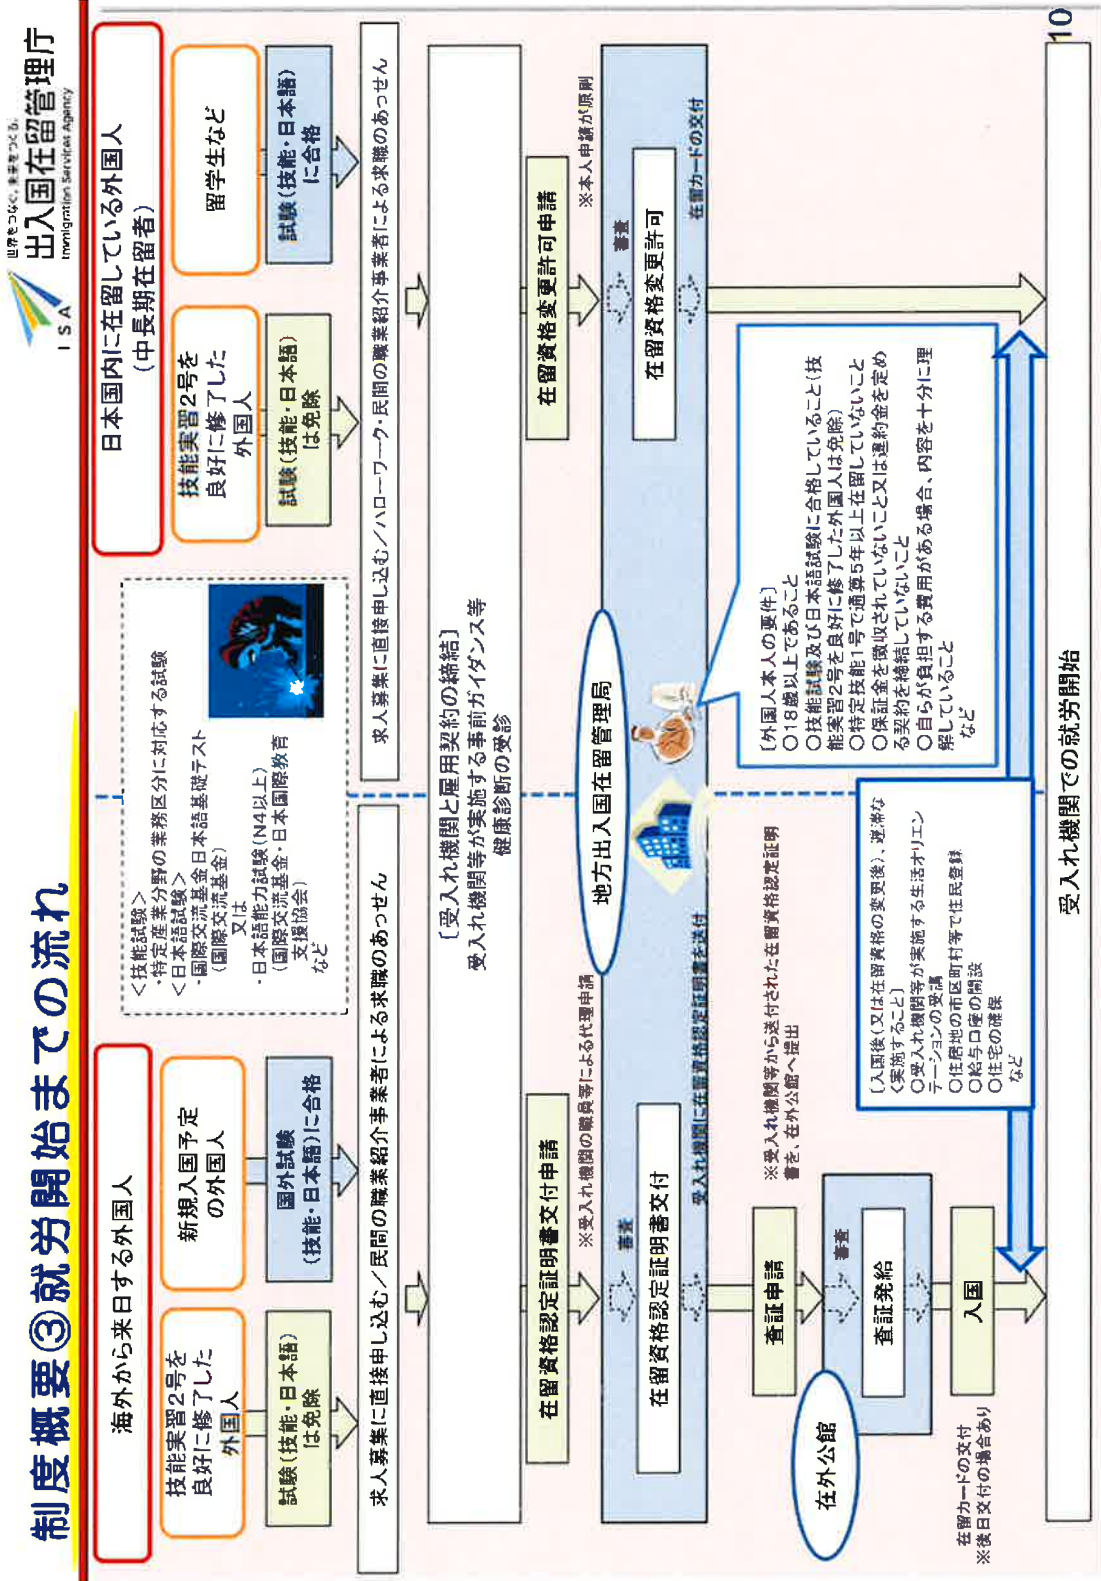 制度概要③就労開始までの流れ
ISA
世界をつなぐ。未来をつくる。
出入国在留管理庁
Immigration Services Agency
海外から来日する外国人
技能実習2号を
良好に修了した
外国人
新規入国予定
の外国人
試験(技能・日本語)
は免除
国外試験
(技能・日本語)に合格
求人募集に直接申し込む/民間の職業紹介事業者による求職のあっせん
<技能試験>
・特定産業分野の業務区分に対応する試験
<日本語試験>
・国際交流基金日本語基礎テスト
(国際交流基金)
又は
・日本語能力試験(N4以上)
(国際交流基金・日本国際教育
支援協会)
など
日本国内に在留している外国人
(中長期在留者)
技能実習2号を
良好に修了した
外国人
留学生など
試験(技能・日本語)
は免除
試験(技能・日本語)
に合格
求人募集に直接申し込む/ハローワーク・民間の職業紹介事業者による求職のあっせん
[受入れ機関と雇用契約の締結]
受入れ機関等が実施する事前ガイダンス等
健康診断の受診
在留資格認定証明書交付申請
※受入れ機関の職員等による代理申請
在留資格変更許可申請
※本人申請が原則
地方出入国在留管理局
審査
在留資格認定証明書交付
受入れ機関に在留資格認定証明書を送付
審査
在留資格変更許可
在留カードの交付
※受入れ機関等から送付された在留資格認定証明
書を、在外公館へ提出
査証申請
在外公館
審査
査証発給
入国
在留カードの交付
※後日交付の場合あり
[外国人本人の要件]
○18歳以上であること
○技能試験及び日本語試験に合格していること(技
能実習2号を良好に修了した外国人は免除)
○特定技能1号で通算5年以上在留していないこと
○保証金を徴収されていないこと又は違約金を定め
る契約を締結していないこと
○自らが負担する費用がある場合、内容を十分に理
解していること
など
[入国後(又は在留資格の変更後)、遅滞な
く実施すること]
○受入れ機関等が実施する生活オリエン
テーションの受講
○住居地の市区町村等で住民登録
○給与口座の開設
○住宅の確保
など
受入れ機関での就労開始
10